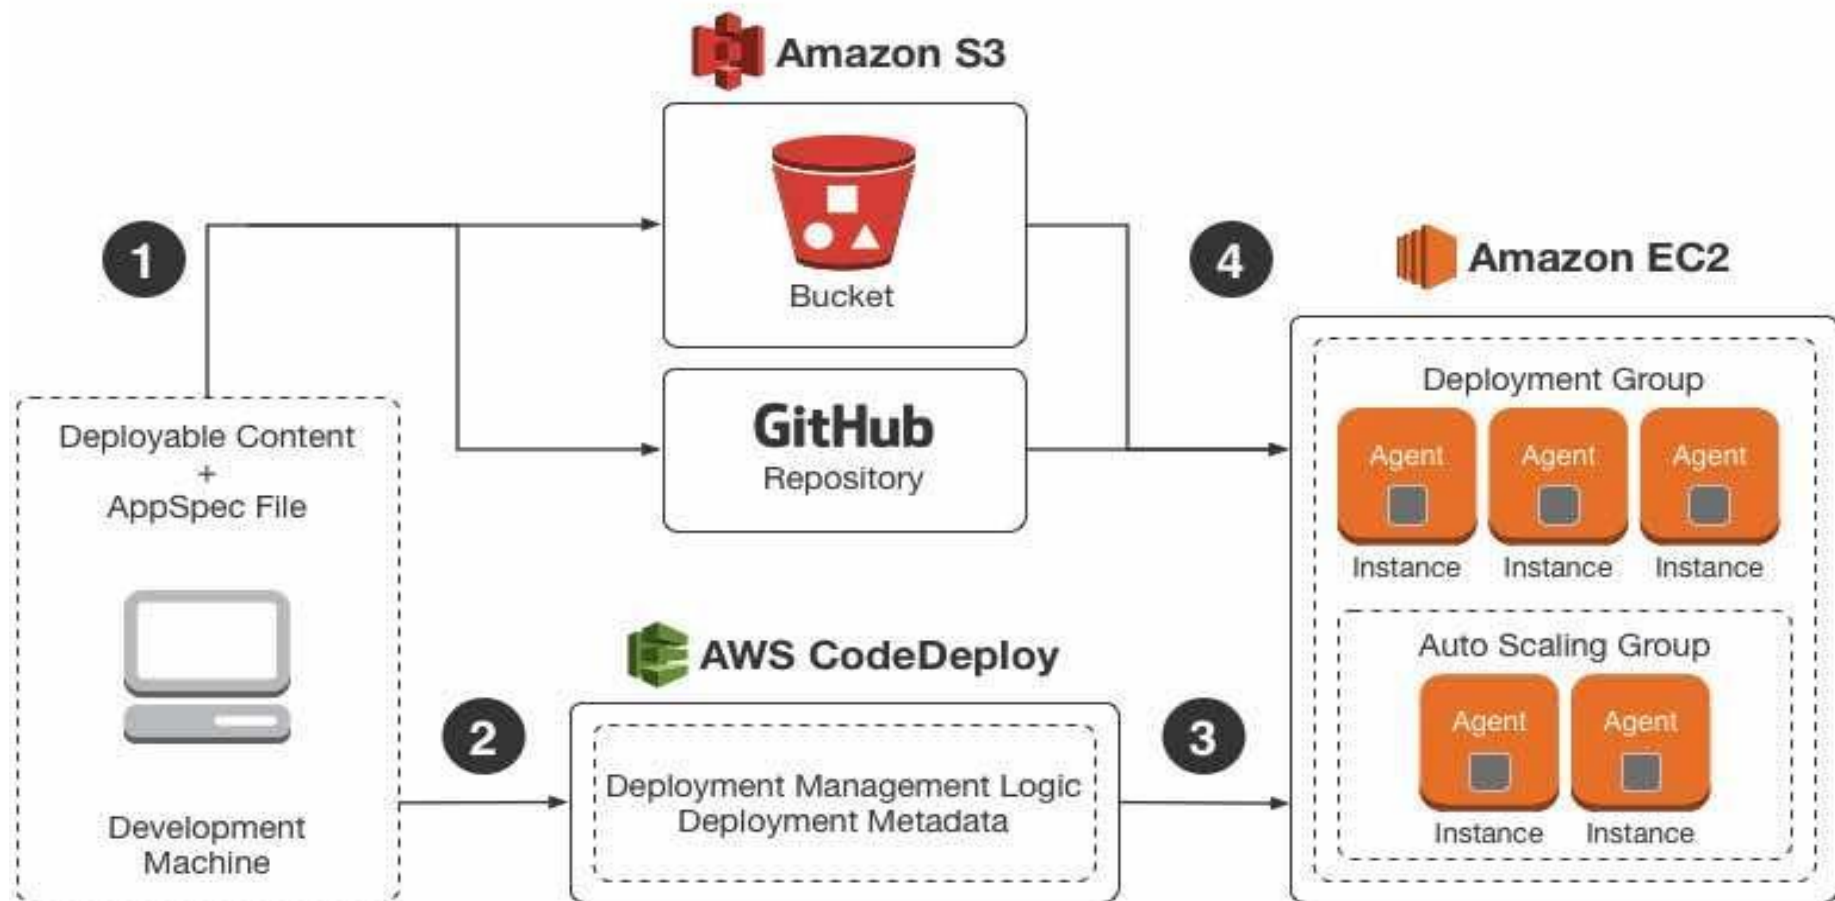 Amazon S3
Bucket
1
4
Amazon EC2
Deployable Content
+
AppSpec File
Development
Machine
GitHub
Repository
Deployment Group
Agent
Agent
Agent
Instance
Instance
Instance
Auto Scaling Group
Agent
Agent
Instance
Instance
AWS CodeDeploy
2
3
Deployment Management Logic
Deployment Metadata